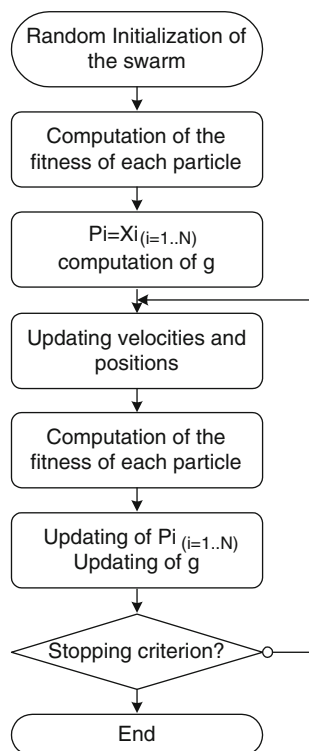 Random Initialization of
the swarm
Computation of the
fitness of each particle
Pi=Xi(i=1..N)
computation of g
Updating velocities and
positions
Computation of the
fitness of each particle
Updating of Pi (i=1..N)
Updating of g
Stopping criterion?
End